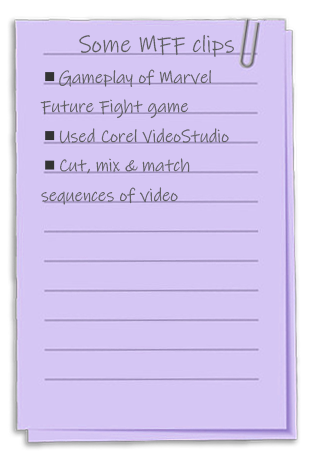 Some MFF clips
▪ Gameplay of Marvel
Future Fight game
▪ Used Corel VideoStudio
▪ Cut, mix & match
sequences of video